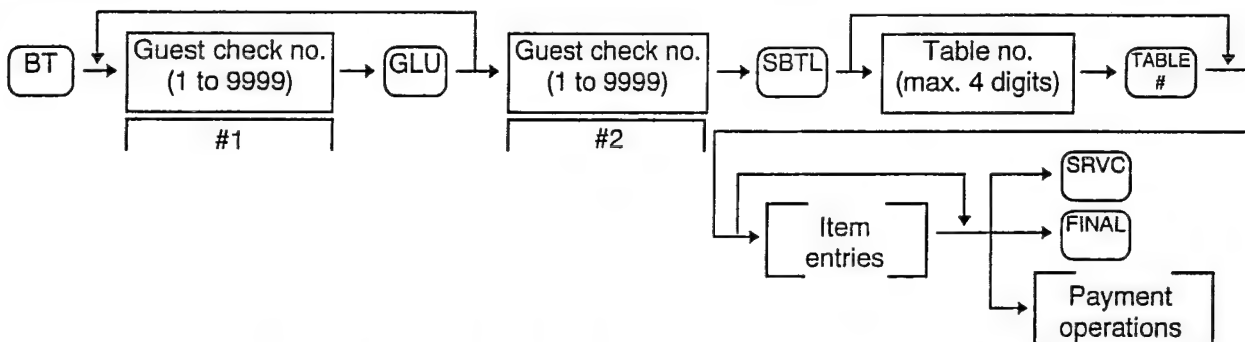 BT
Guest check no.
(1 to 9999)
#1
GLU
Guest check no.
(1 to 9999)
#2
SBTL
Table no.
(max. 4 digits)
TABLE
#
Item
entries
SRVC
FINAL
Payment
operations